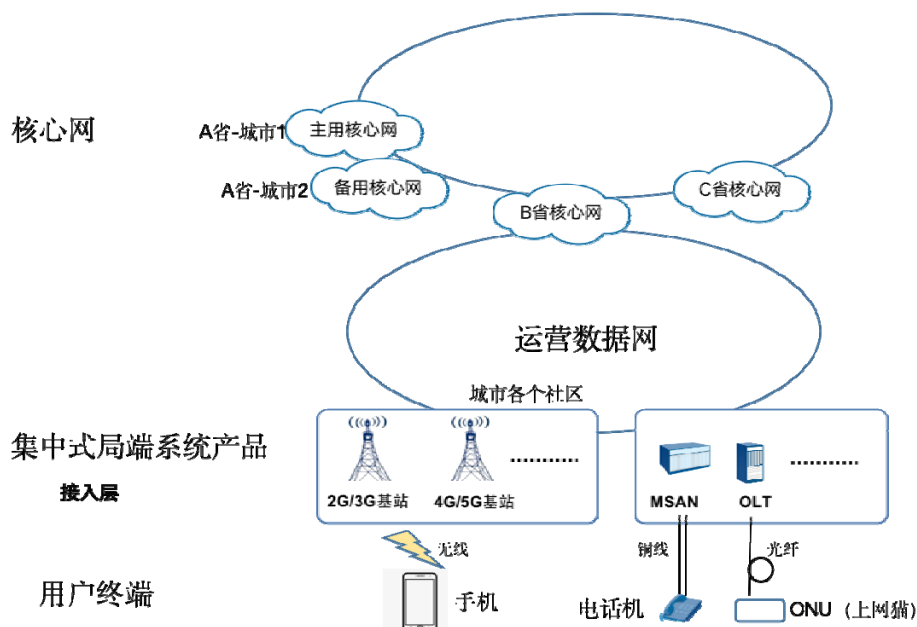 核心网
A省-城市1
主用核心网
A省-城市2
备用核心网
B省核心网
C省核心网
运营数据网
城市各个社区
集中式局端系统产品
接入层
2G/3G基站
4G/5G基站
...........
MSAN
OLT
...........
无线
铜线
光纤
用户终端
手机
电话机
ONU (上网猫)